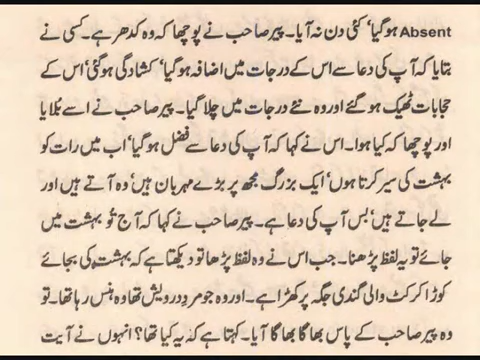 Absent ہوگیا‘ کئی دن نہ آیا۔ پیر صاحب نے پوچھا کہ وہ کدھر ہے۔ کسی نے
بتایا کہ آپ کی دعا سے اس کے درجات میں اضافہ ہوگیا‘ کشادگی ہوگئی‘ اس کے
حجابات ٹھیک ہوگئے اور وہ نئے درجات میں چلا گیا۔ پیر صاحب نے اسے بُلایا
اور پوچھا کہ کیا ہوا۔ اس نے کہا کہ آپ کی دعا سے فضل ہوگیا‘ اب میں رات کو
بہشت کی سیر کرتا ہوں‘ ایک بزرگ مجھ پر بڑے مہربان ہیں‘ وہ آتے ہیں اور
لے جاتے ہیں‘ بس آپ کی دعا ہے۔ پیر صاحب نے کہا کہ آج تُو بہشت میں
جائے تو یہ لفظ پڑھنا۔ جب اس نے وہ لفظ پڑھا تو دیکھتا ہے کہ بہشت کی بجائے
کوڑا کرکٹ والی گندی جگہ پر کھڑا ہے۔ اور وہ جو مردِ درویش تھا وہ ہنس رہا تھا۔ تو
وہ پیر صاحب کے پاس بھاگا بھاگا آیا۔ کہتا ہے کہ یہ کیا تھا؟ انہوں نے آیت